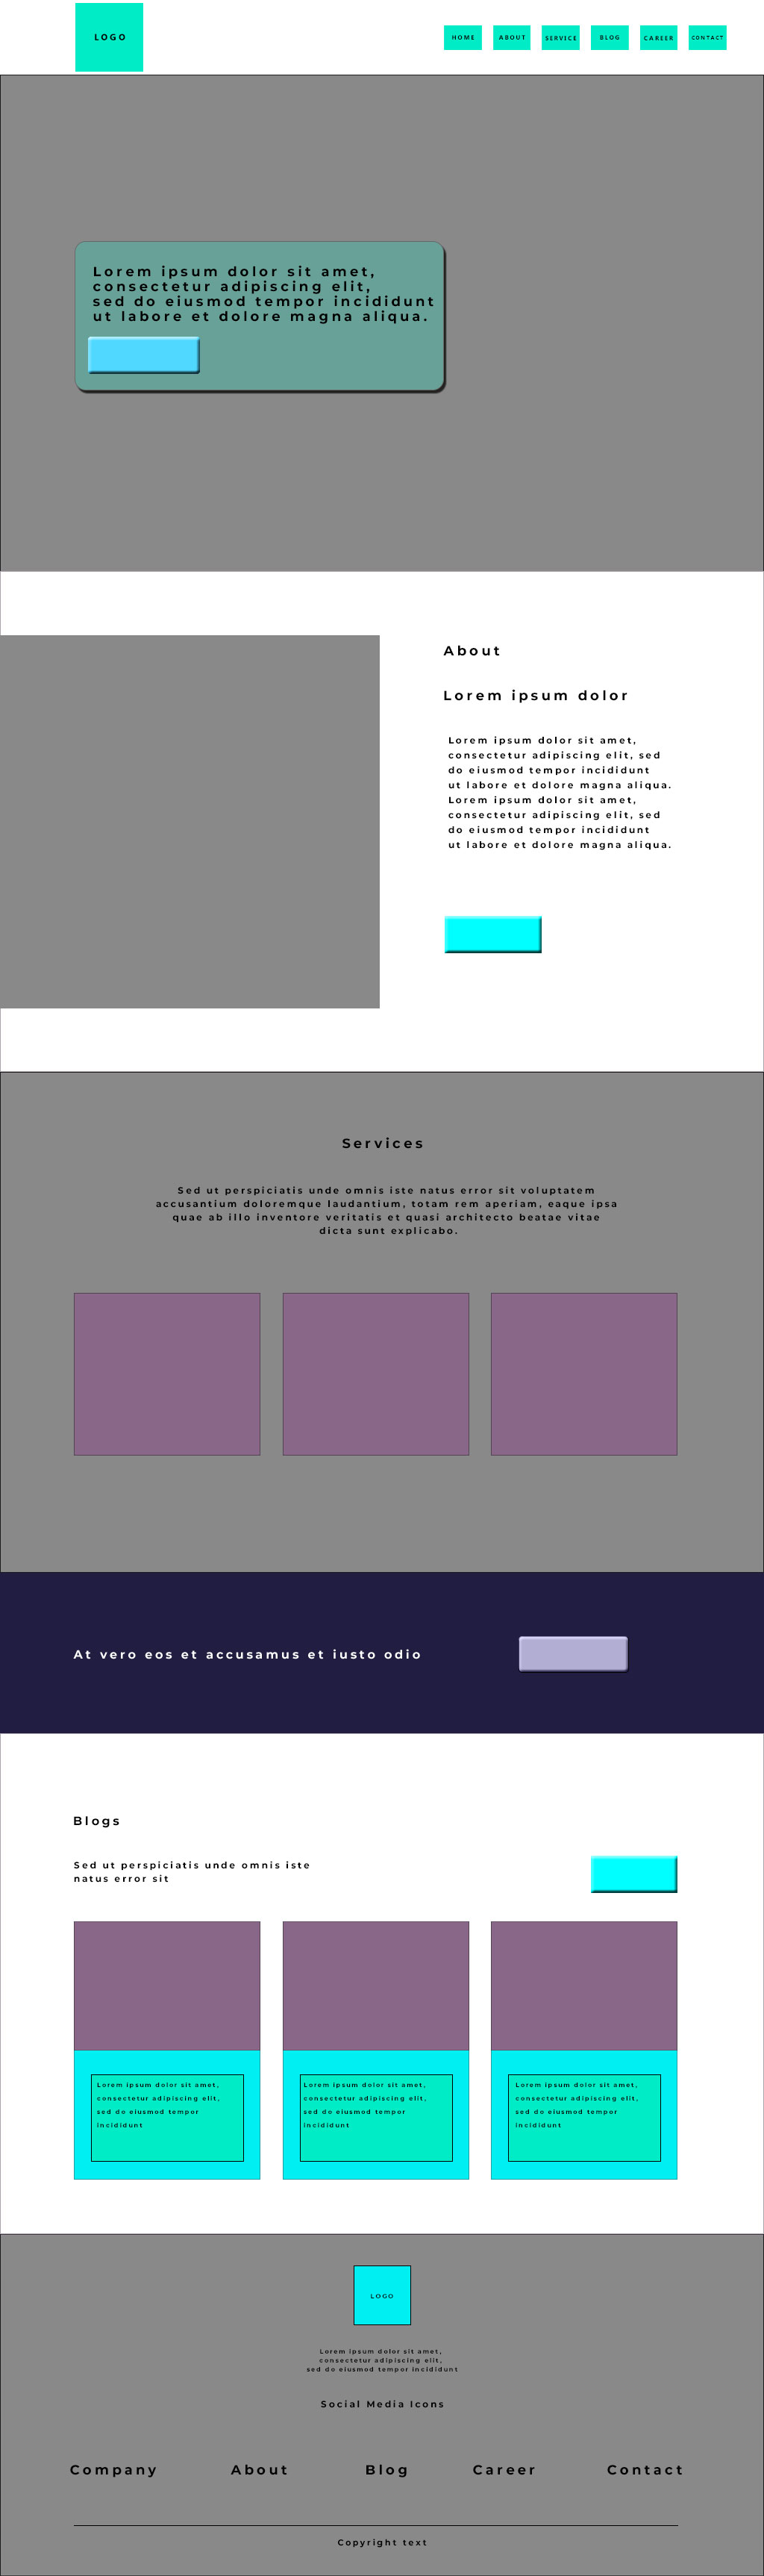 LOGO
HOME ABOUT SERVICE BLOG CAREER CONTACT
Lorem ipsum dolor sit amet,
consectetur adipiscing elit,
sed do eiusmod tempor incididunt
ut labore et dolore magna aliqua.
About
Lorem ipsum dolor
Lorem ipsum dolor sit amet,
consectetur adipiscing elit, sed
do eiusmod tempor incididunt
ut labore et dolore magna aliqua.
Lorem ipsum dolor sit amet,
consectetur adipiscing elit, sed
do eiusmod tempor incididunt
ut labore et dolore magna aliqua.
Services
Sed ut perspiciatis unde omnis iste natus error sit voluptatem
accusantium doloremque laudantium, totam rem aperiam, eaque ipsa
quae ab illo inventore veritatis et quasi architecto beatae vitae
dicta sunt explicabo.
At vero eos et accusamus et iusto odio
Blogs
Sed ut perspiciatis unde omnis iste
natus error sit
Lorem ipsum dolor sit amet,
consectetur adipiscing elit,
sed do eiusmod tempor
incididunt
Lorem ipsum dolor sit amet,
consectetur adipiscing elit,
sed do eiusmod tempor
incididunt
Lorem ipsum dolor sit amet,
consectetur adipiscing elit,
sed do eiusmod tempor
incididunt
LOGO
Lorem ipsum dolor sit amet,
consectetur adipiscing elit,
sed do eiusmod tempor incididunt
Social Media Icons
Company About Blog Career Contact
Copyright text